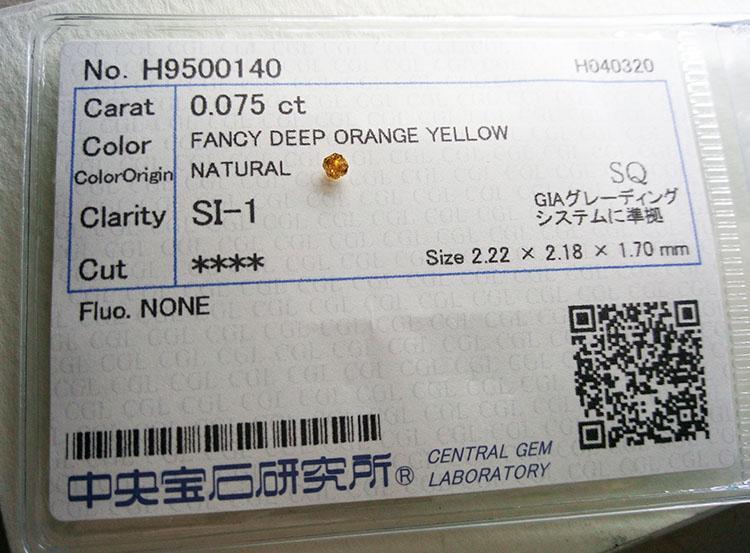 No. H9500140 H040320
Carat 0.075 ct
Color FANCY DEEP ORANGE YELLOW
ColorOrigin NATURAL
SQ
Clarity SI-1
GIAグレーディング
システムに準拠
Cut ****
Size 2.22 × 2.18 × 1.70 mm
Fluo. NONE
中央宝石研究所® CENTRAL GEM
LABORATORY